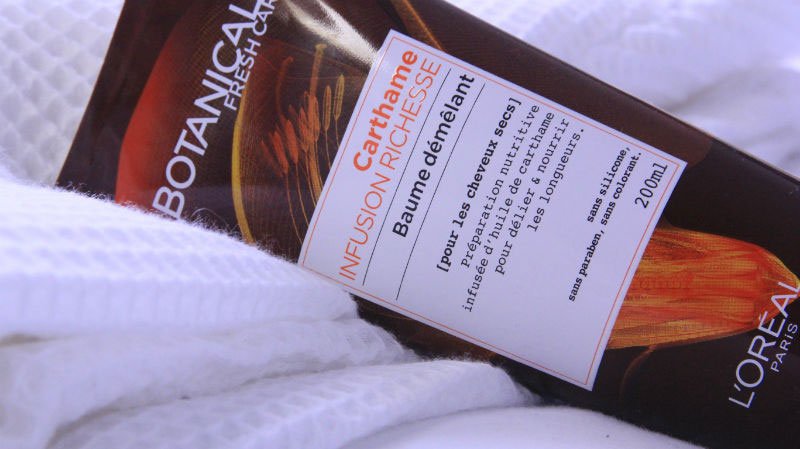 BOTANICAL
FRESH CARE
Carthame
INFUSION RICHESSE
Baume démêlant
[pour les cheveux secs]
Préparation nutritive
infusée d'huile de carthame
pour délier & nourrir
les longueurs.
sans silicone,
sans paraben, sans colorant.
200ml
L'ORÉAL
PARIS